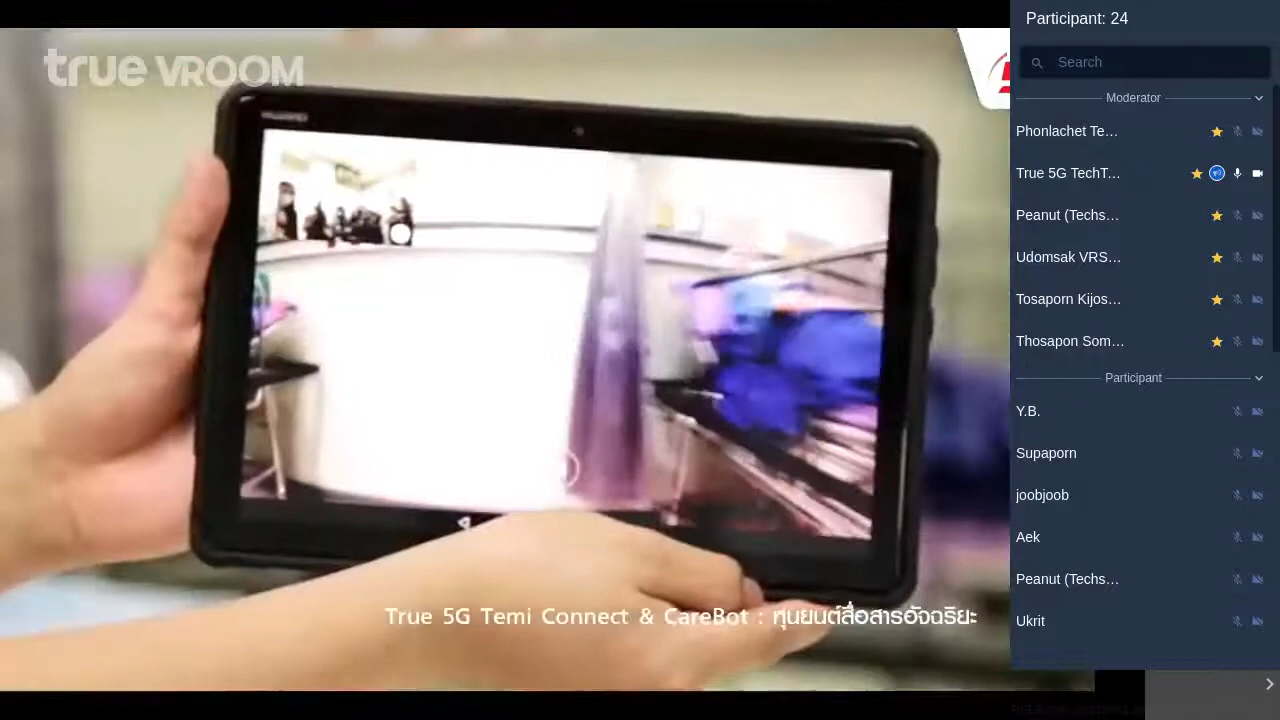 Participant: 24
true VROOM
Search
Moderator
Phonlachet Te...
True 5G TechT...
Peanut (Techs...
Udomsak VRS...
Tosaporn Kijos...
Thosapon Som...
Participant
Y.B.
Supaporn
joobjoob
Aek
Peanut (Techs...
Ukrit
True 5G Temi Connect & CareBot : หุ่นยนต์สื่อสารอัจฉริยะ